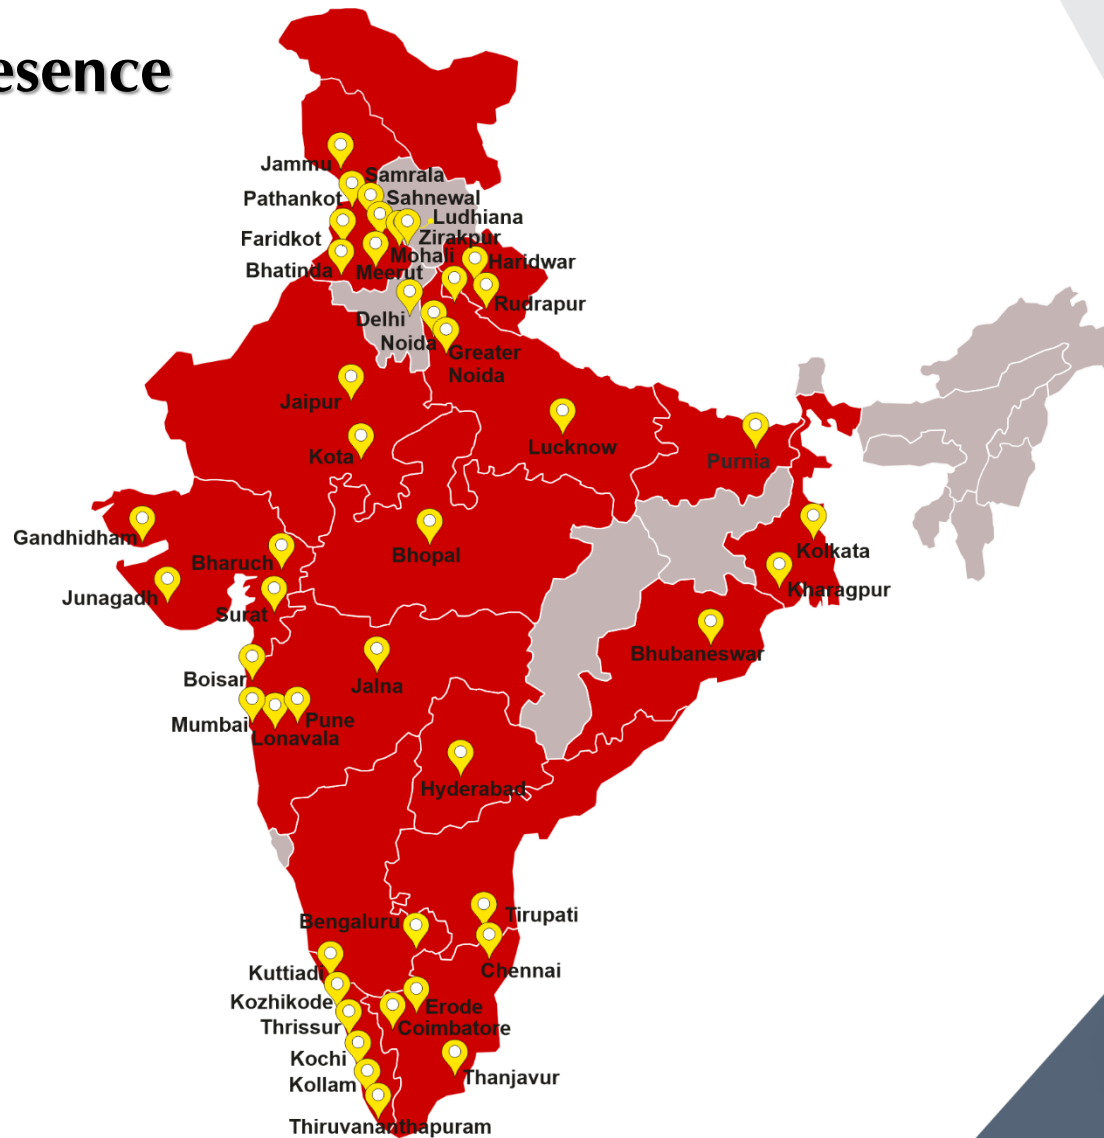 esence
Jammu
Samrala
Pathankot
Sahnewal
Ludhiana
Faridkot
Zirakpur
Mohali
Bhatinda
Meerut
Haridwar
Rudrapur
Delhi
Noida
Greater
Noida
Jaipur
Lucknow
Kota
Purnia
Gandhidham
Bhopal
Kolkata
Bharuch
Kharagpur
Junagadh
Surat
Bhubaneswar
Boisar
Jalna
Mumbai
Pune
Lonavala
Hyderabad
Bengaluru
Tirupati
Chennai
Kuttiadi
Kozhikode
Erode
Thrissur
Coimbatore
Kochi
Thanjavur
Kollam
Thiruvananthapuram